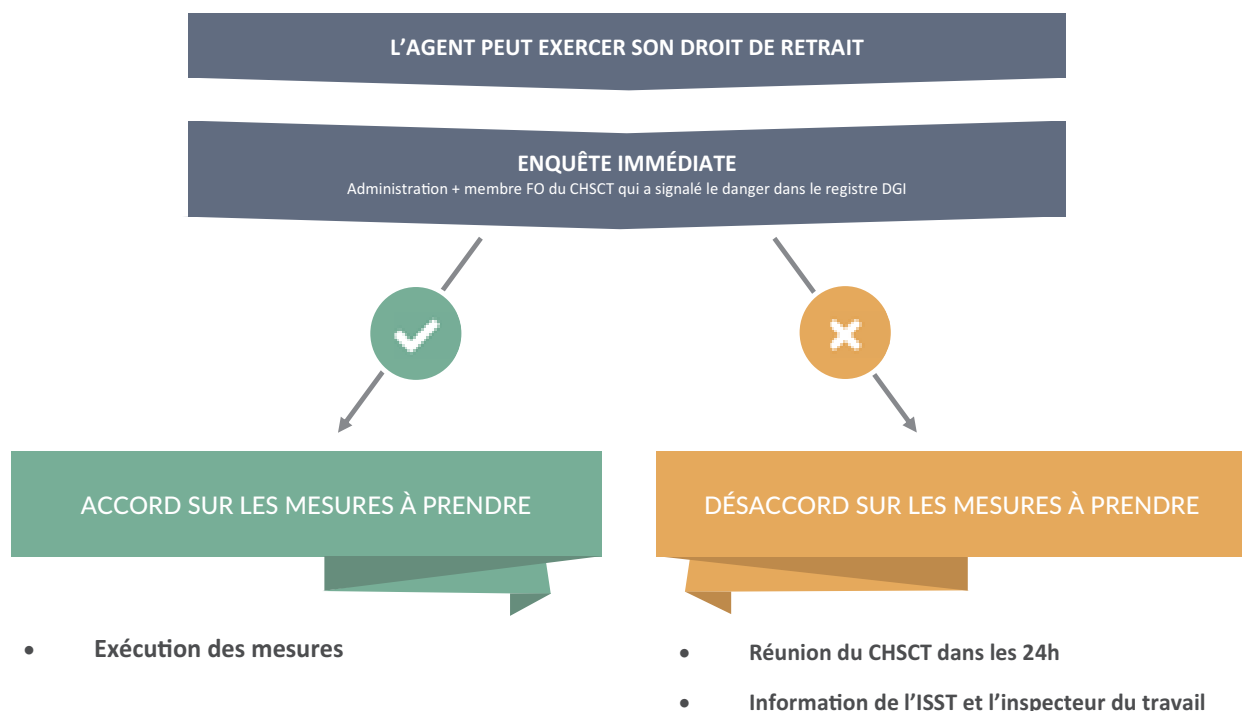 L’AGENT PEUT EXERCER SON DROIT DE RETRAIT
ENQUÊTE IMMÉDIATE
Administration + membre FO du CHSCT qui a signalé le danger dans le registre DGI
ACCORD SUR LES MESURES À PRENDRE
DÉSACCORD SUR LES MESURES À PRENDRE
• Exécution des mesures
• Réunion du CHSCT dans les 24h
• Information de l’ISST et l’inspecteur du travail